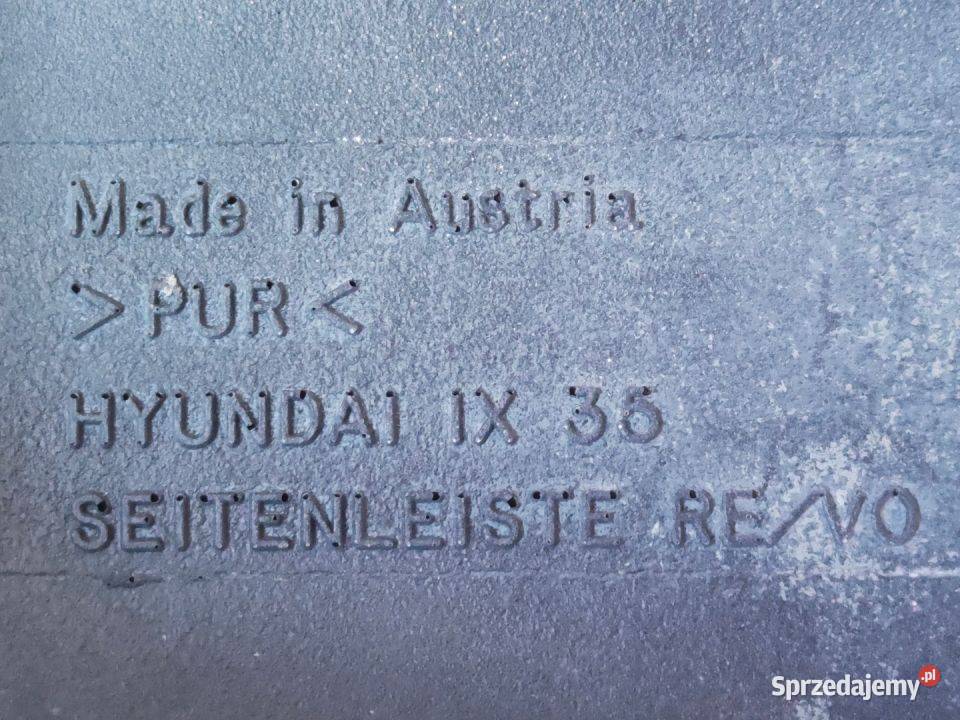 Made in Austria
>PUR<
HYUNDAI IX 35
SEITENLEISTE RE/VO
Sprzedajemy.pl